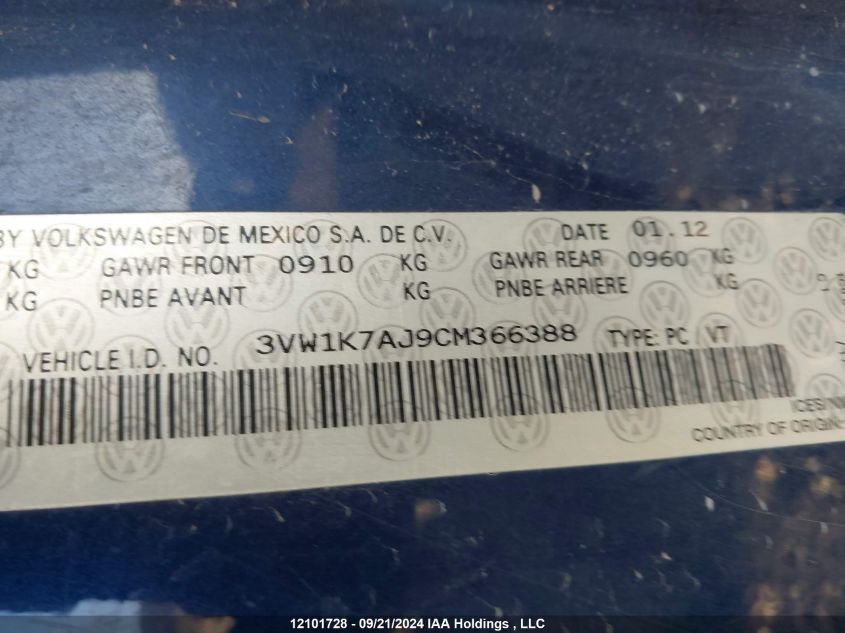 BY VOLKSWAGEN DE MEXICO S.A. DE C.V. DATE 01.12
KG GAWR FRONT 0910 KG GAWR REAR 0960 KG
KG PNBE AVANT KG PNBE ARRIERE KG
VEHICLE I.D. NO. 3VW1K7AJ9CM366388 TYPE: PC / VT
COUNTRY OF ORIGIN:
12101728 - 09/21/2024 IAA Holdings , LLC